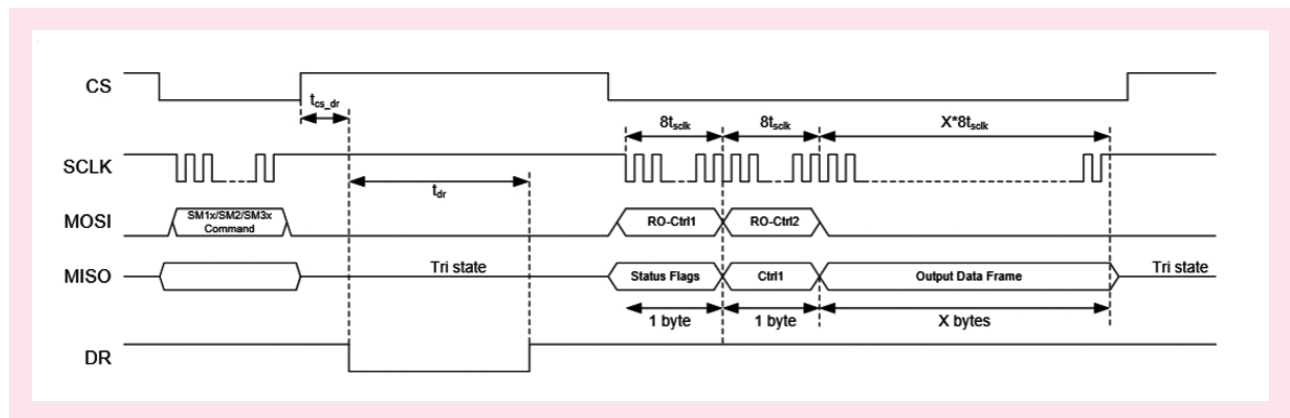 CS
t_cs_dr
8t_sclk 8t_sclk X*8t_sclk
SCLK
t_dr
MOSI
SM1x/SM2/SM3x
Command
RO-Ctrl1 RO-Ctrl2
MISO
Tri state
Status Flags Ctrl1 Output Data Frame
Tri state
1 byte 1 byte X bytes
DR